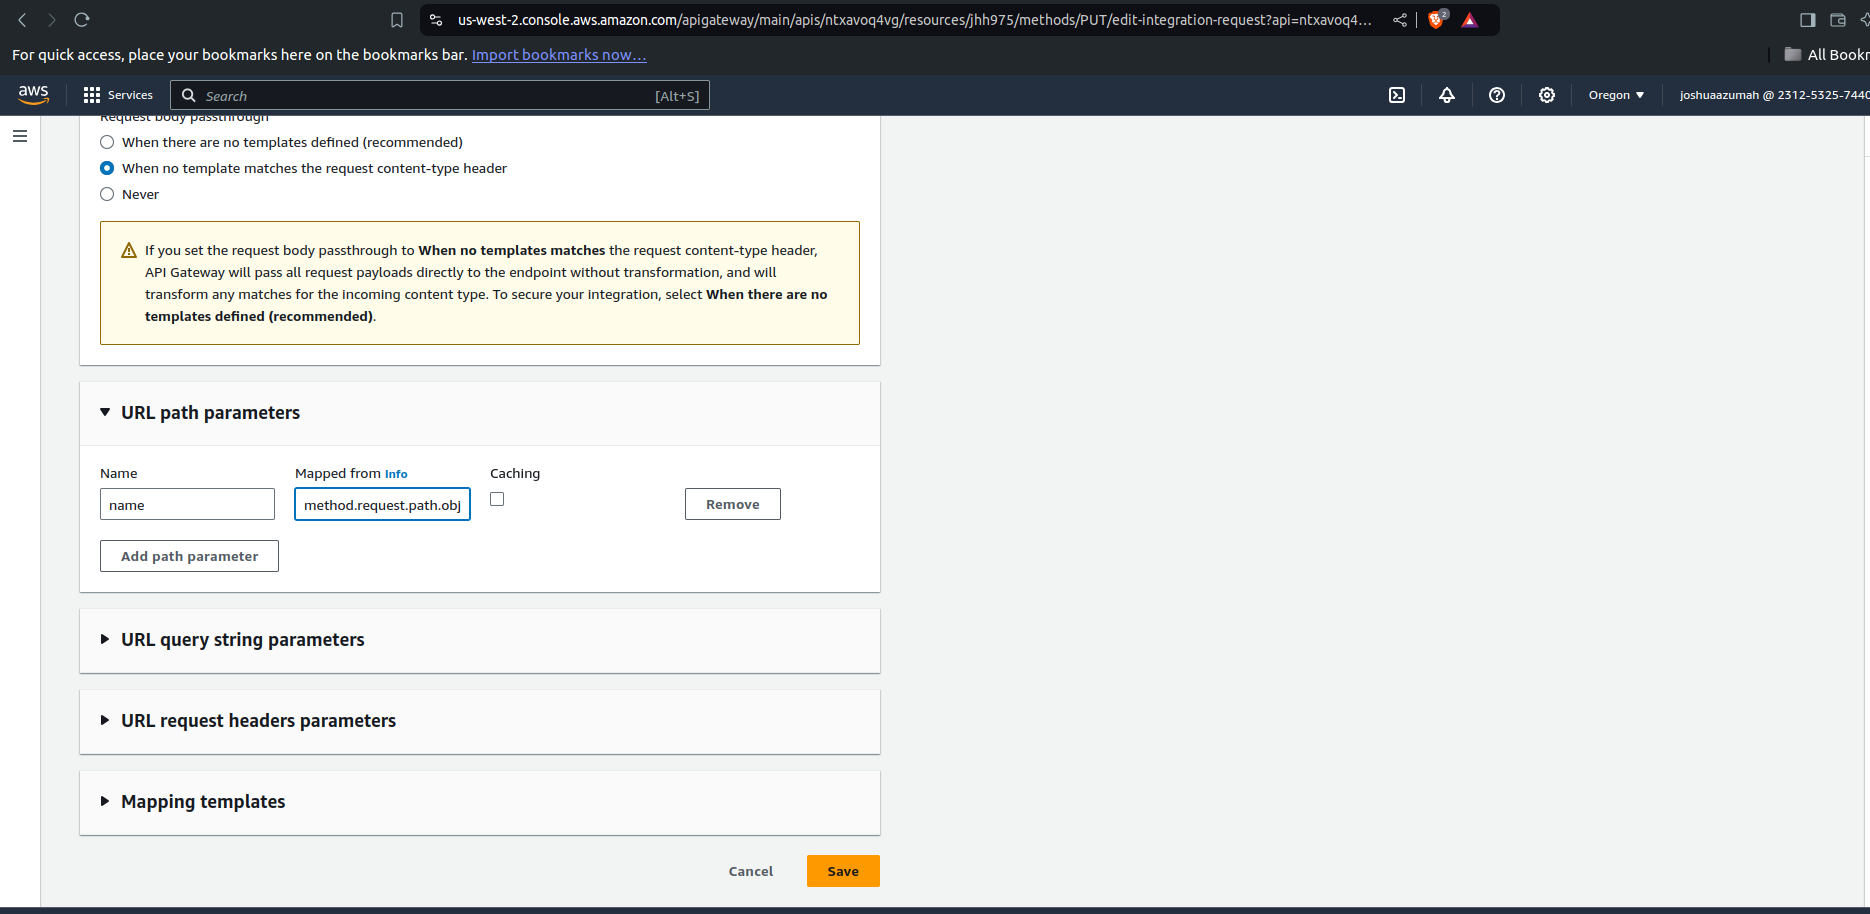 us-west-2.console.aws.amazon.com/apigateway/main/apis/ntxavoq4vg/resources/jhh975/methods/PUT/edit-integration-request?api=ntxavoq4...
2
For quick access, place your bookmarks here on the bookmarks bar. Import bookmarks now...
All Bookr
aws
Services
Search
[Alt+S]
Oregon
joshuaazumah @ 2312-5325-7440
Request body passthrough
When there are no templates defined (recommended)
When no template matches the request content-type header
Never
If you set the request body passthrough to When no templates matches the request content-type header,
API Gateway will pass all request payloads directly to the endpoint without transformation, and will
transform any matches for the incoming content type. To secure your integration, select When there are no
templates defined (recommended).
URL path parameters
Name
Mapped from Info
Caching
name
method.request.path.obj
Remove
Add path parameter
URL query string parameters
URL request headers parameters
Mapping templates
Cancel
Save